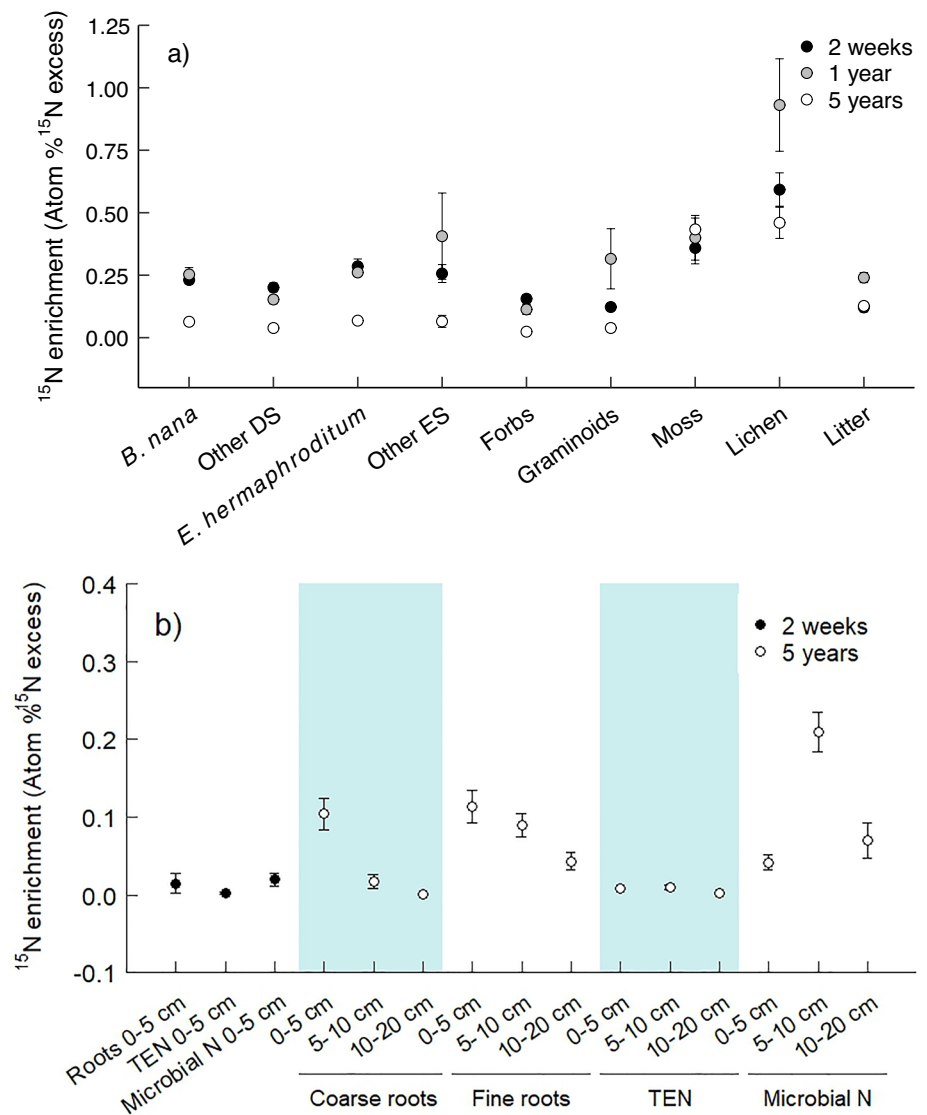 a)
2 weeks
1 year
5 years
1.25
1.00
0.75
0.50
0.25
0.00
¹⁵N enrichment (Atom %¹⁵N excess)
B. nana
Other DS
E. hermaphroditum
Other ES
Forbs
Graminoids
Moss
Lichen
Litter
b)
2 weeks
5 years
0.4
0.3
0.2
0.1
0.0
-0.1
¹⁵N enrichment (Atom %¹⁵N excess)
Roots 0-5 cm
TEN 0-5 cm
Microbial N 0-5 cm
0-5 cm
5-10 cm
10-20 cm
0-5 cm
5-10 cm
10-20 cm
0-5 cm
5-10 cm
10-20 cm
0-5 cm
5-10 cm
10-20 cm
Coarse roots
Fine roots
TEN
Microbial N